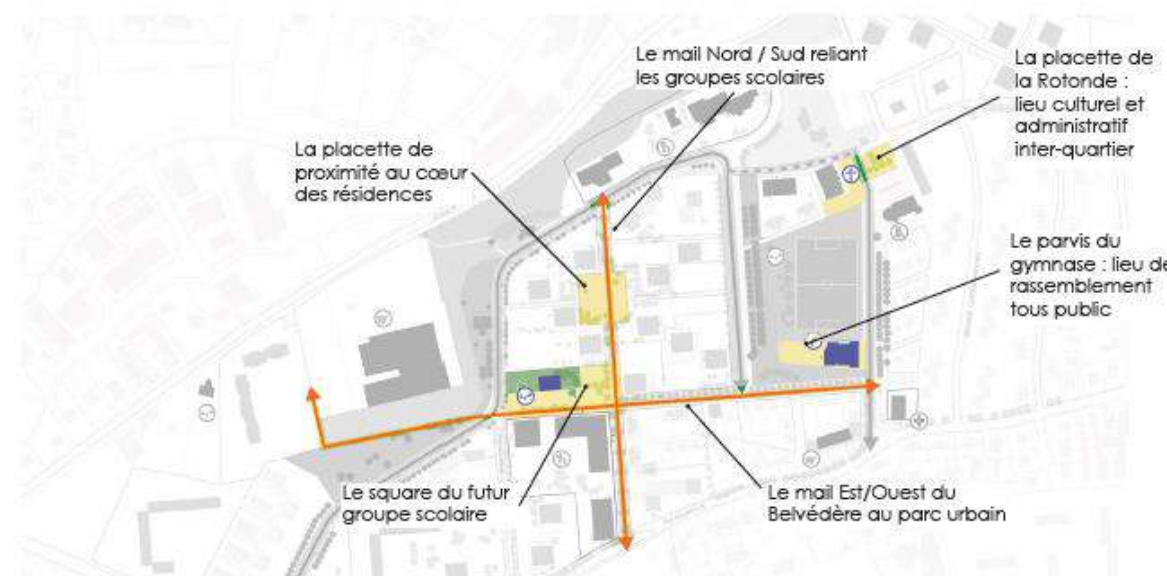 Le mail Nord / Sud reliant
les groupes scolaires
La placette de
la Rotonde :
lieu culturel et
administratif
inter-quartier
La placette de
proximité au cœur
des résidences
Le parvis du
gymnase : lieu de
rassemblement
tous public
Le square du futur
groupe scolaire
Le mail Est/Ouest du
Belvédère au parc urbain